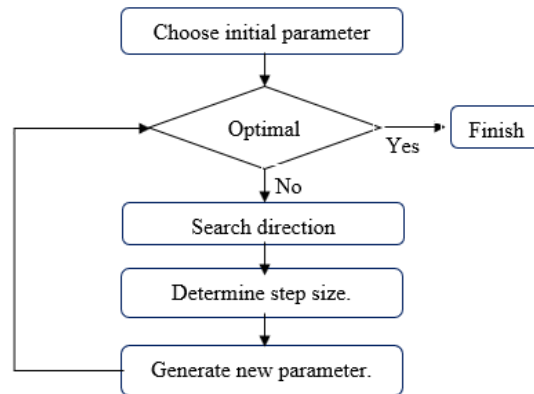 Choose initial parameter
Optimal
Yes
Finish
No
Search direction
Determine step size.
Generate new parameter.